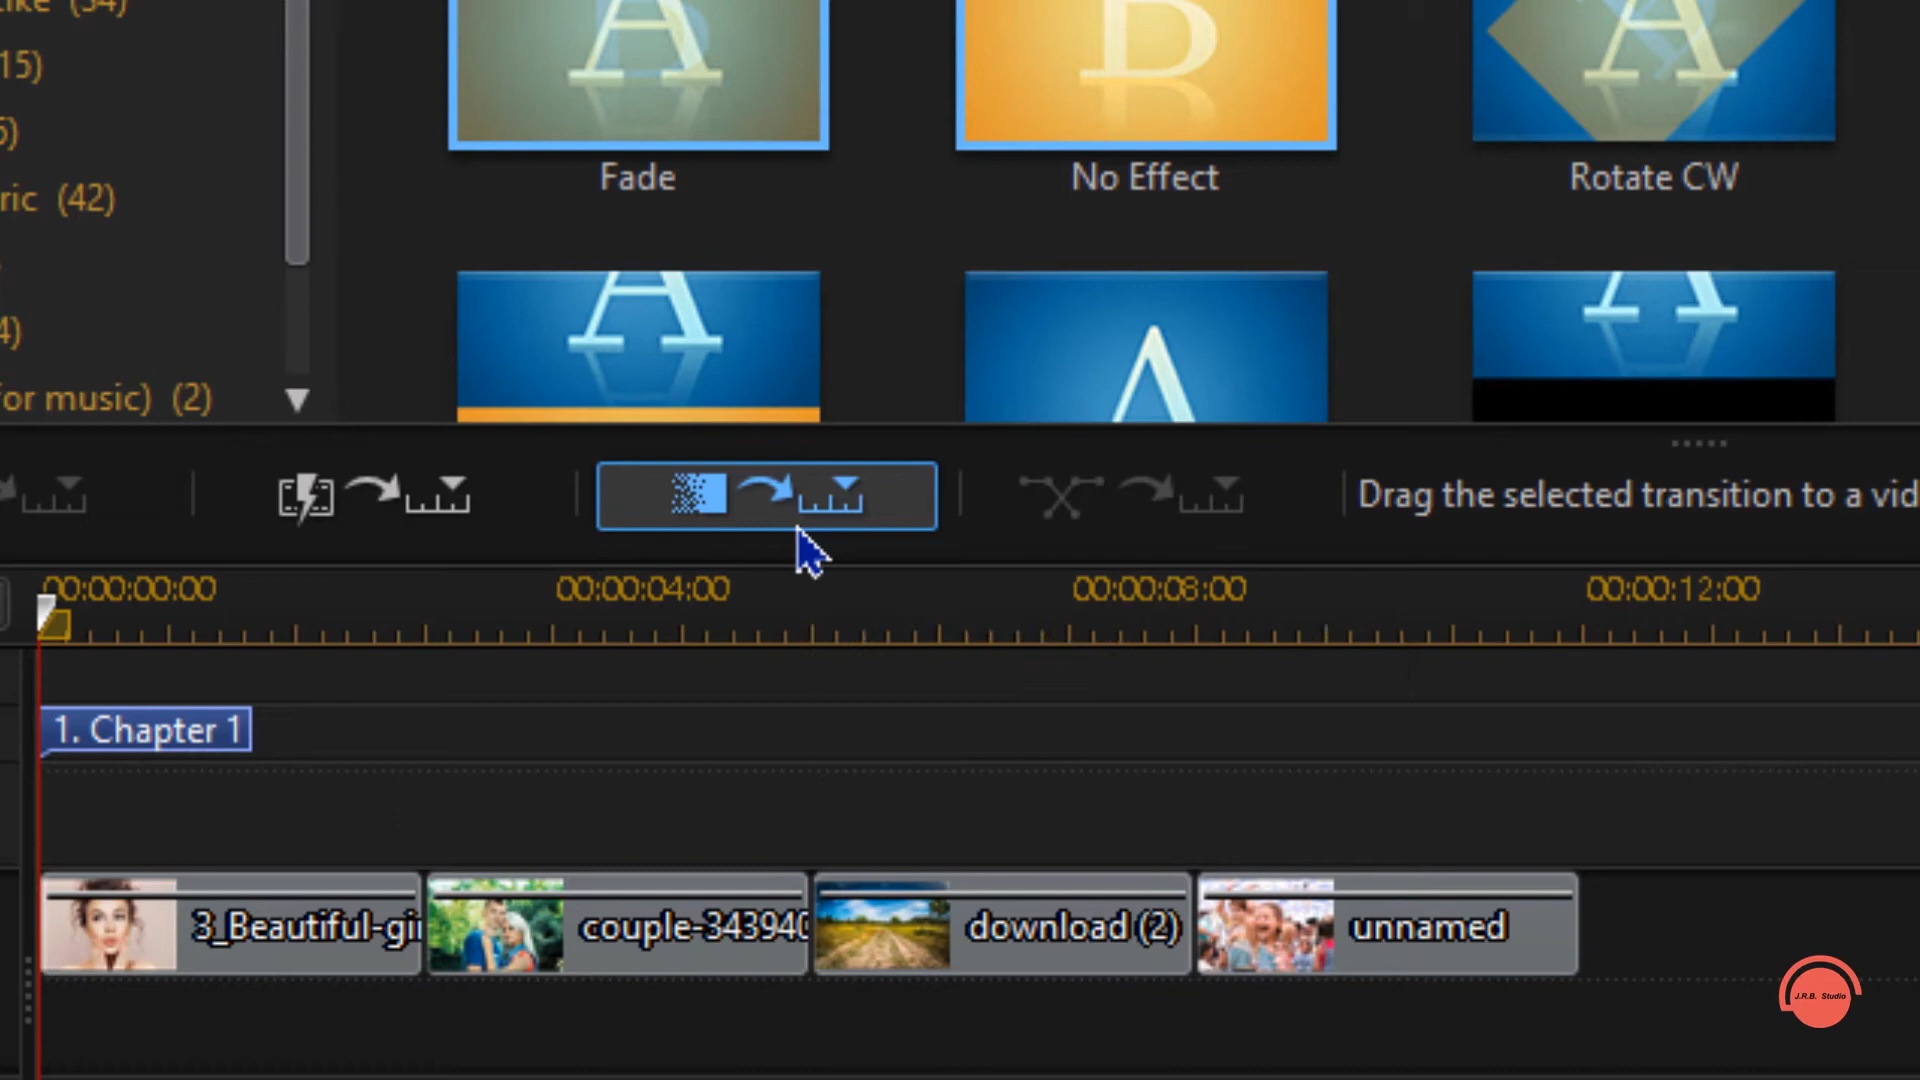 (34)
15)
5)
ric (42)
4)
for music) (2)
A
B
A
Fade
No Effect
Rotate CW
A
A
A
Drag the selected transition to a vid
00:00:00:00
00:00:04:00
00:00:08:00
00:00:12:00
1. Chapter 1
3_Beautiful-gi
couple-343940
download (2)
unnamed
J.R.B. Studio